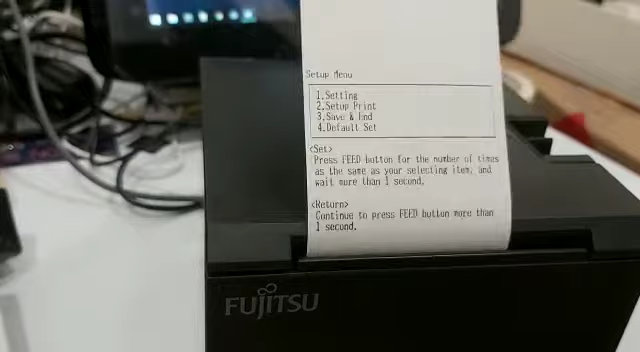 Setup Menu
1.Setting
2.Setup Print
3.Save & End
4.Default Set
<Set>
Press FEED button for the number of times
as the same as your selecting item, and
wait more than 1 second.
<Return>
Continue to press FEED button more than
1 second.
FUJITSU